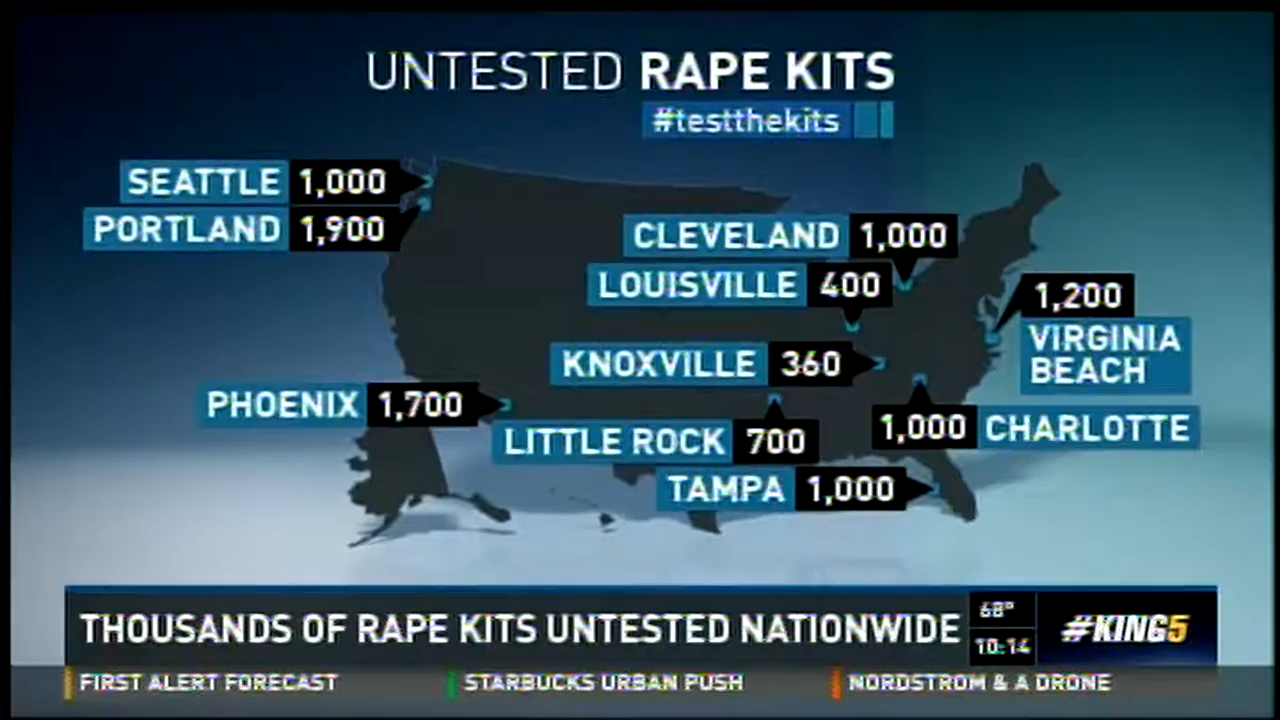 UNTESTED RAPE KITS
#testthekits
SEATTLE 1,000
PORTLAND 1,900
CLEVELAND 1,000
LOUISVILLE 400
1,200
VIRGINIA
BEACH
KNOXVILLE 360
PHOENIX 1,700
LITTLE ROCK 700
1,000 CHARLOTTE
TAMPA 1,000
THOUSANDS OF RAPE KITS UNTESTED NATIONWIDE
68°
10:14
#KING5
FIRST ALERT FORECAST
STARBUCKS URBAN PUSH
NORDSTROM & A DRONE